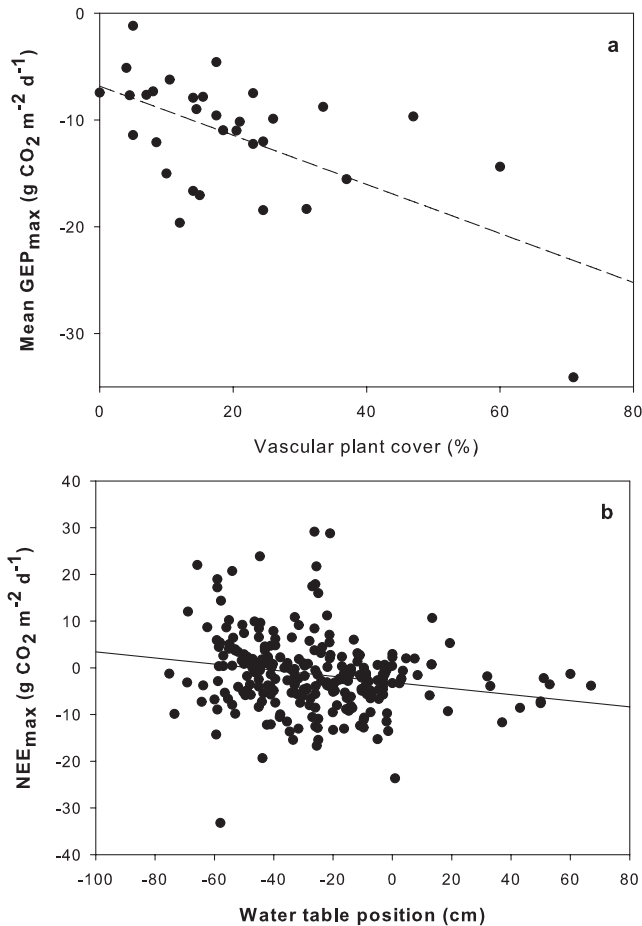 a
0
-10
-20
-30
Mean GEPmax (g CO2 m-2 d-1)
0 20 40 60 80
Vascular plant cover (%)
b
40
30
20
10
0
-10
-20
-30
-40
NEEmax (g CO2 m-2 d-1)
-100 -80 -60 -40 -20 0 20 40 60 80
Water table position (cm)